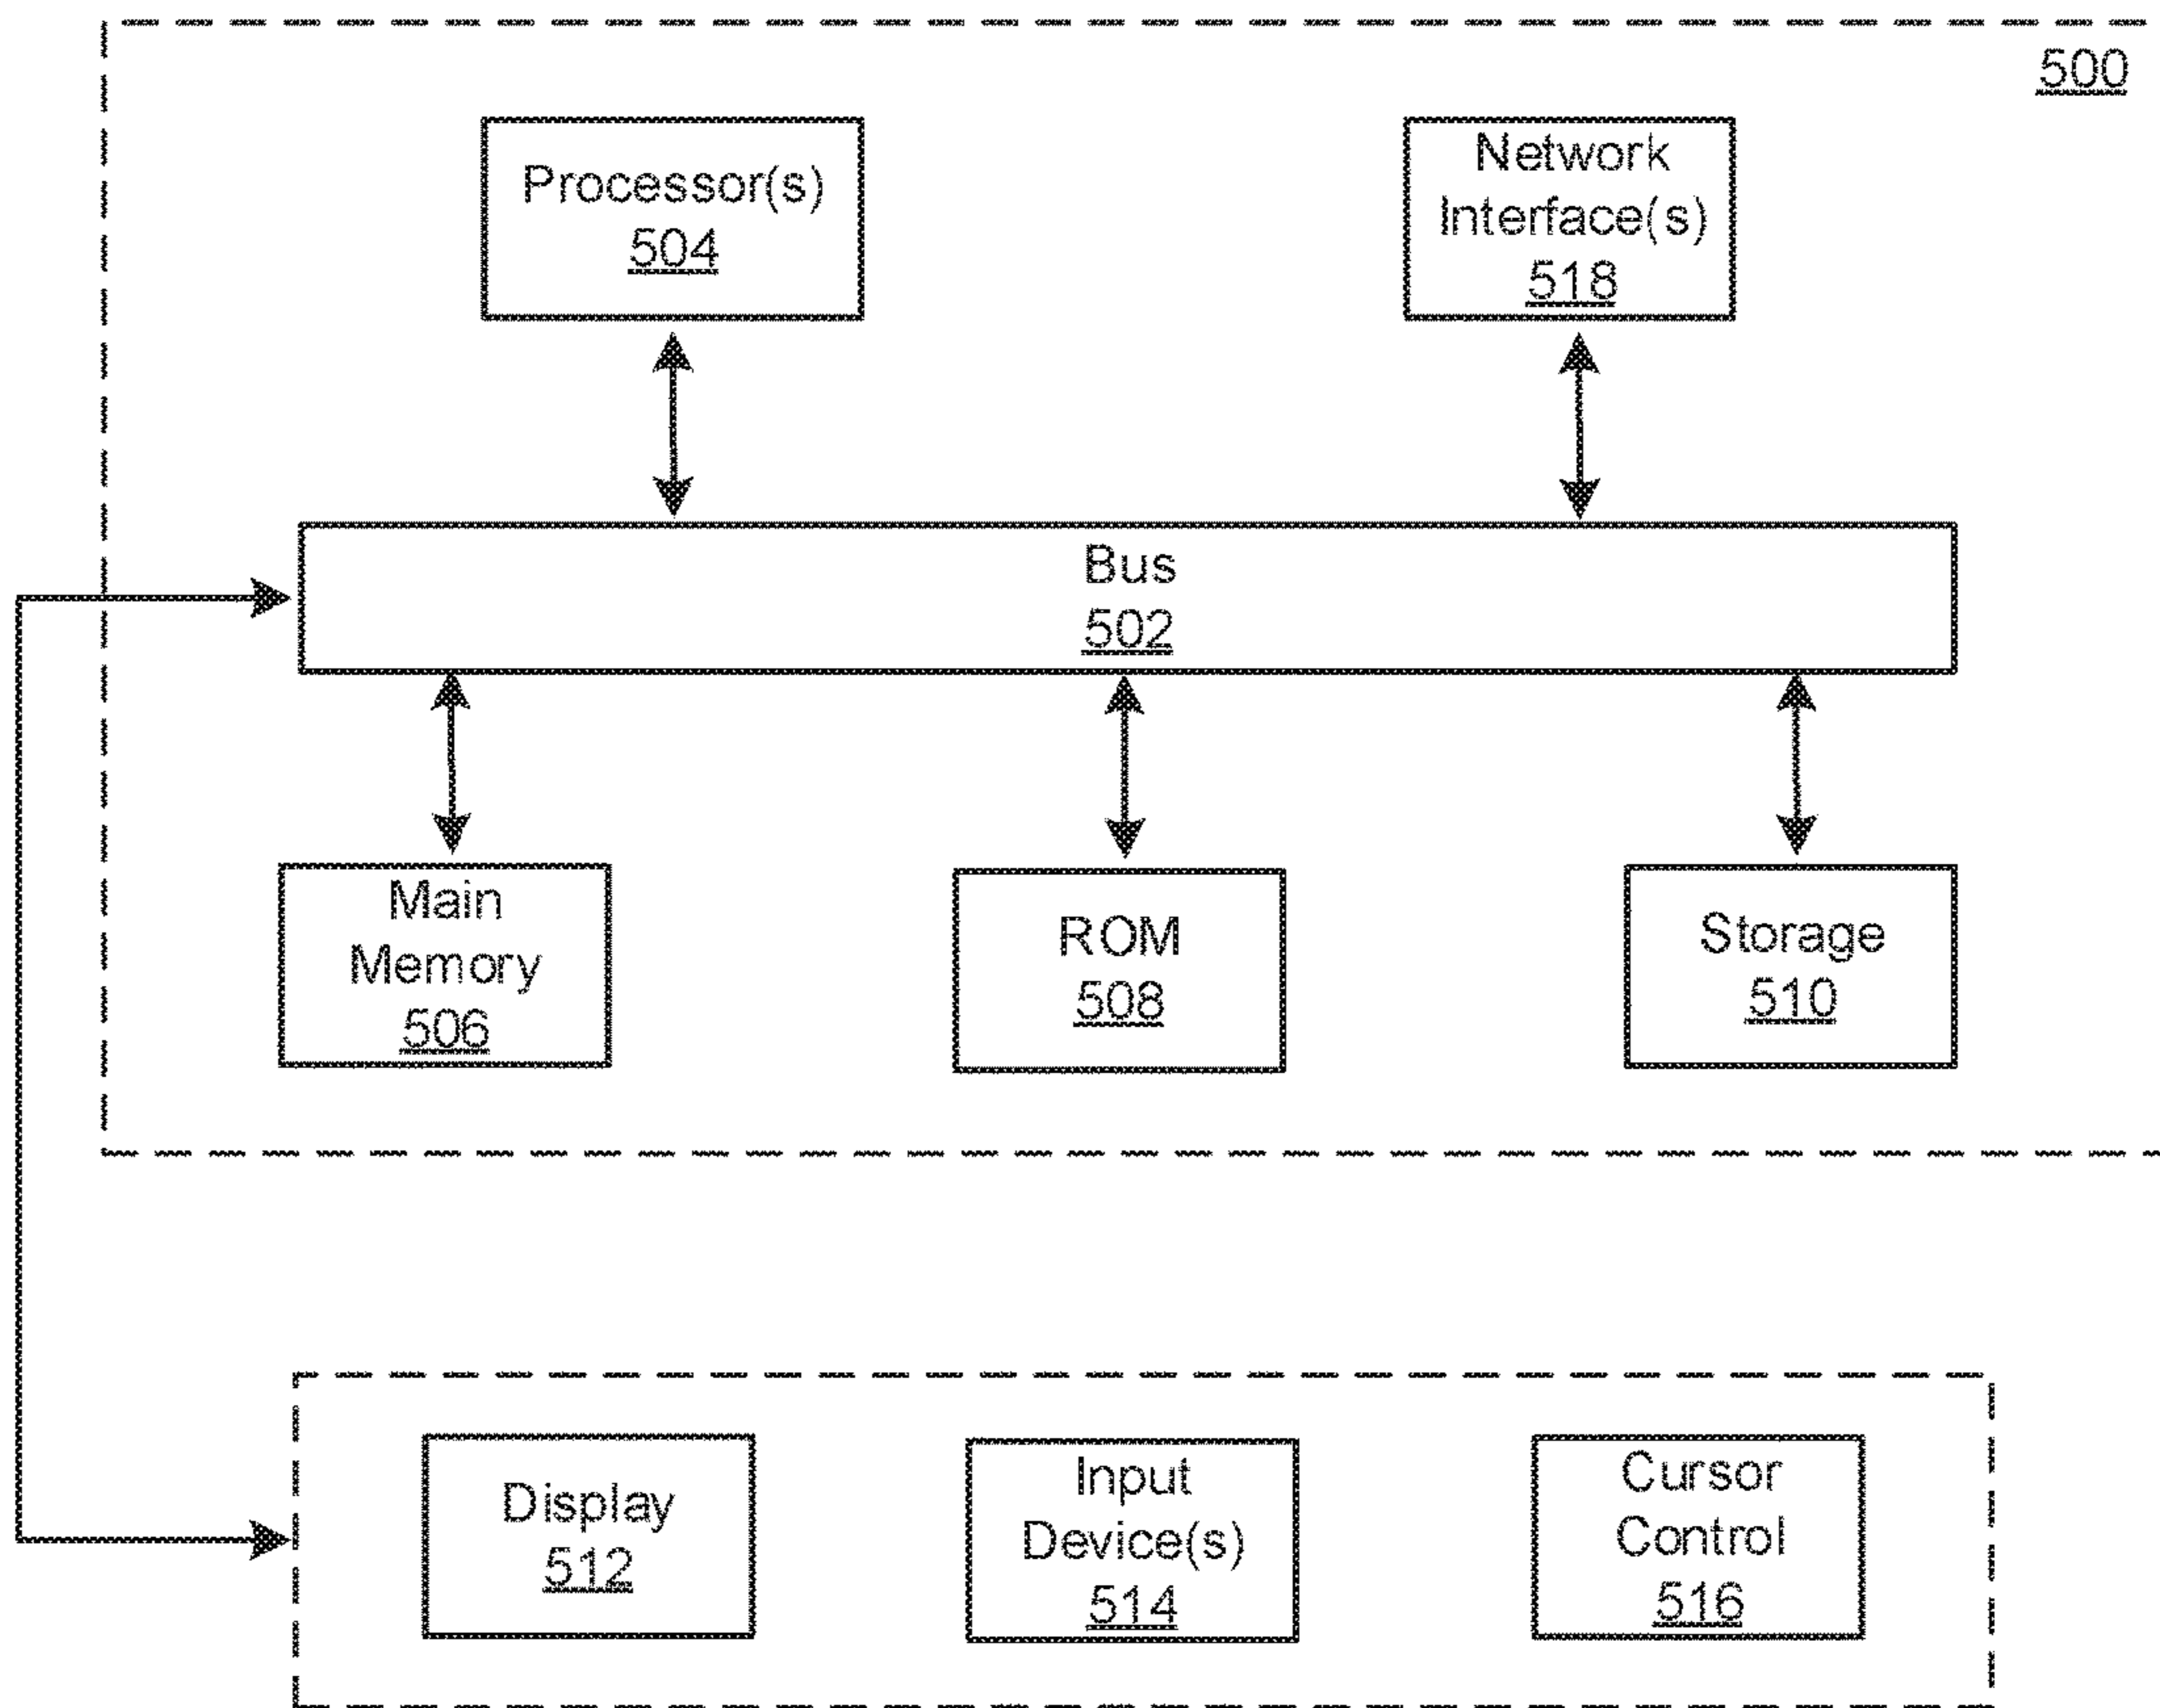 500
Processor(s)
504
Network
Interface(s)
518
Bus
502
Main
Memory
506
ROM
508
Storage
510
Display
512
Input
Device(s)
514
Cursor
Control
516